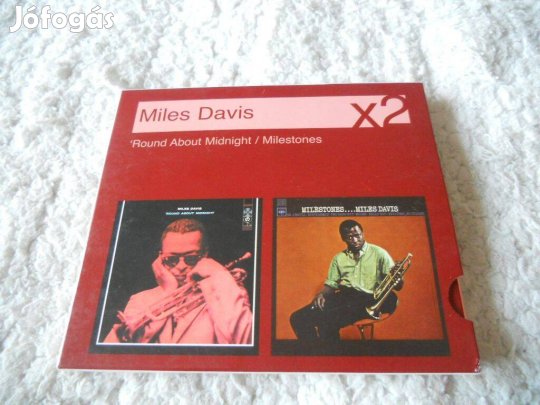 Jófogás
Miles Davis
x2
'Round About Midnight / Milestones
MILES DAVIS
'ROUND ABOUT MIDNIGHT
MILESTONES....MILES DAVIS